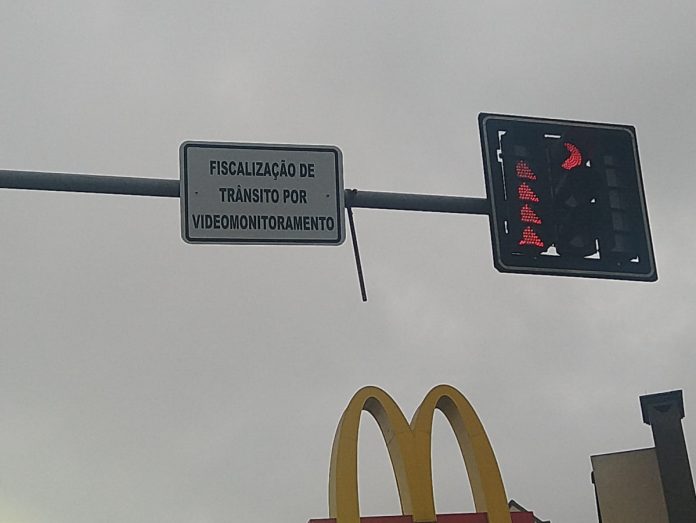 FISCALIZAÇÃO DE
TRÂNSITO POR
VIDEOMONITORAMENTO